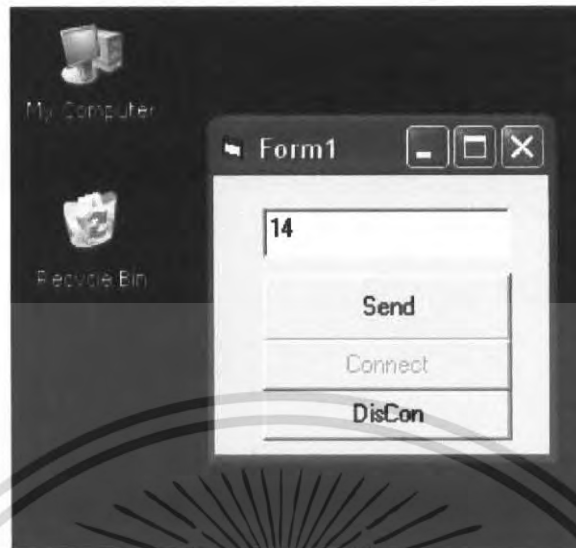 My Computer
Recycle Bin
Form1
14
Send
Connect
DisCon